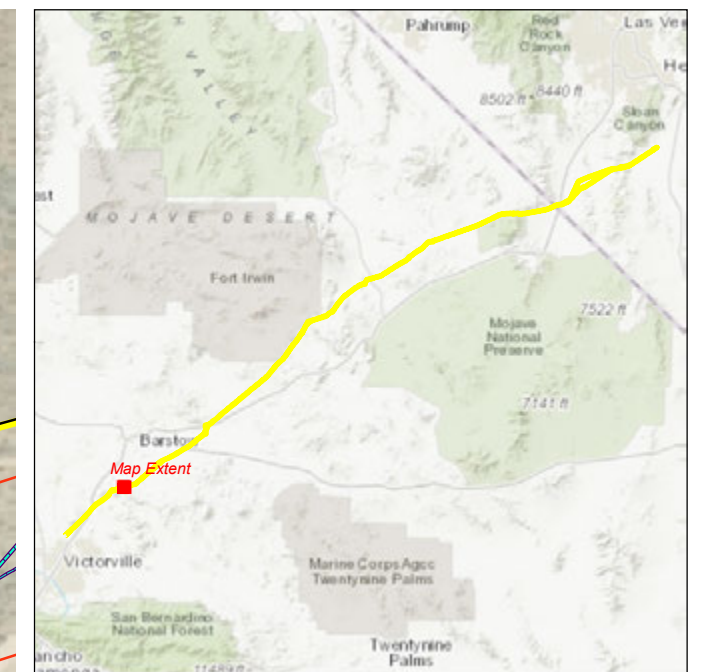 Pahrump
Red
Rock
Canyon
Las Ve
He
8502 ft
8440 ft
Sloan
Canyon
H
VALLEY
MOJAVE DESERT
Fort Irwin
7522 ft
Mojave
National
Preserve
7141 ft
Barstow
Map Extent
Victorville
Marine Corps Agcc
Twentynine Palms
San Bernardino
National Forest
Twentynine
Palms
ancho